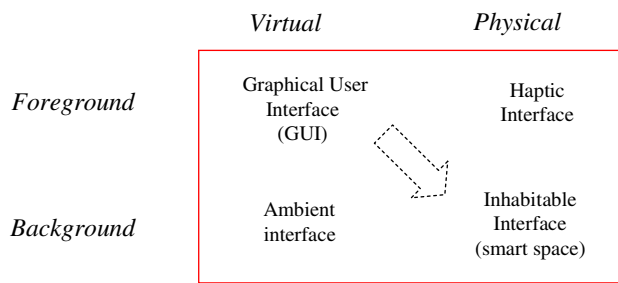 Virtual Physical
Foreground
Graphical User
Interface
(GUI)
Haptic
Interface
Background
Ambient
interface
Inhabitable
Interface
(smart space)